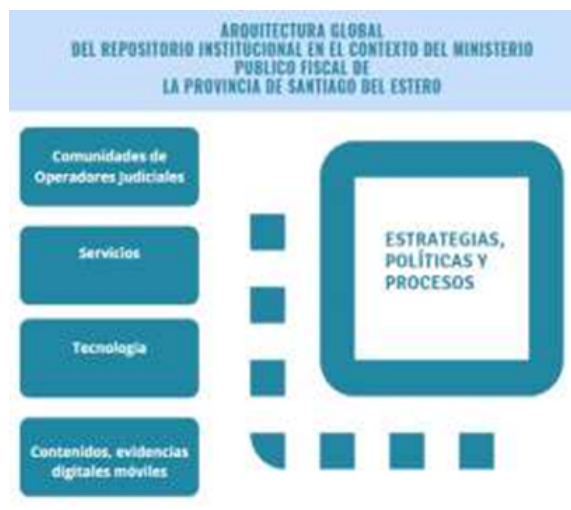 ARQUITECTURA GLOBAL
DEL REPOSITORIO INSTITUCIONAL EN EL CONTEXTO DEL MINISTERIO
PUBLICO FISCAL DE
LA PROVINCIA DE SANTIAGO DEL ESTERO
Comunidades de
Operadores Judiciales
Servicios
Tecnología
Contenidos, evidencias
digitales móviles
ESTRATEGIAS,
POLÍTICAS Y
PROCESOS